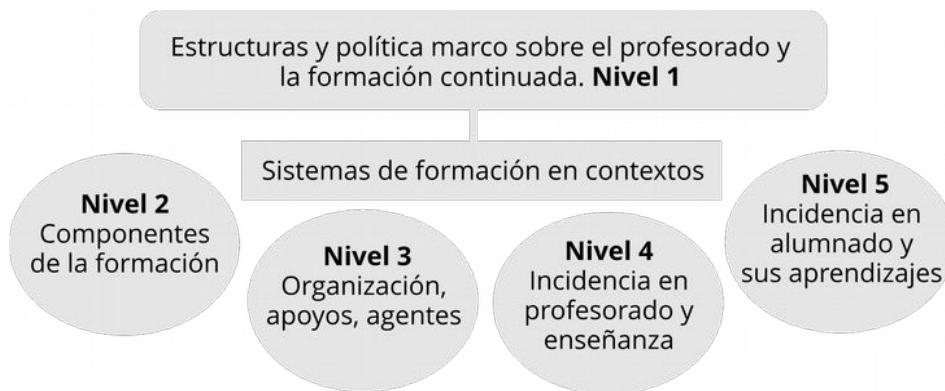 Estructuras y política marco sobre el profesorado y
la formación continuada. Nivel 1
Sistemas de formación en contextos
Nivel 2
Componentes
de la formación
Nivel 3
Organización,
apoyos, agentes
Nivel 4
Incidencia en
profesorado y
enseñanza
Nivel 5
Incidencia en
alumnado y
sus aprendizajes